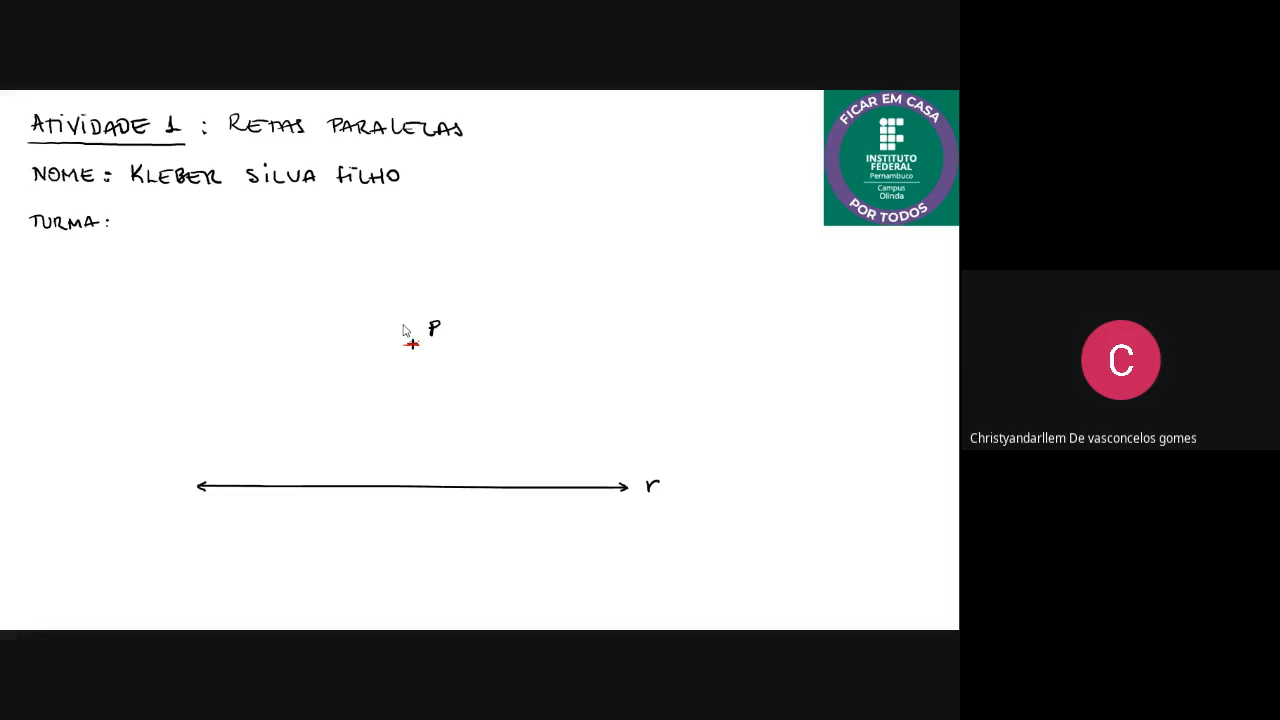 ATIVIDADE 1 : RETAS PARALELAS
NOME : KLEBER SILVA FILHO
TURMA :
FICAR EM CASA
INSTITUTO
FEDERAL
Pernambuco
Campus
Olinda
POR TODOS
P
r
C
Christyandarllem De vasconcelos gomes